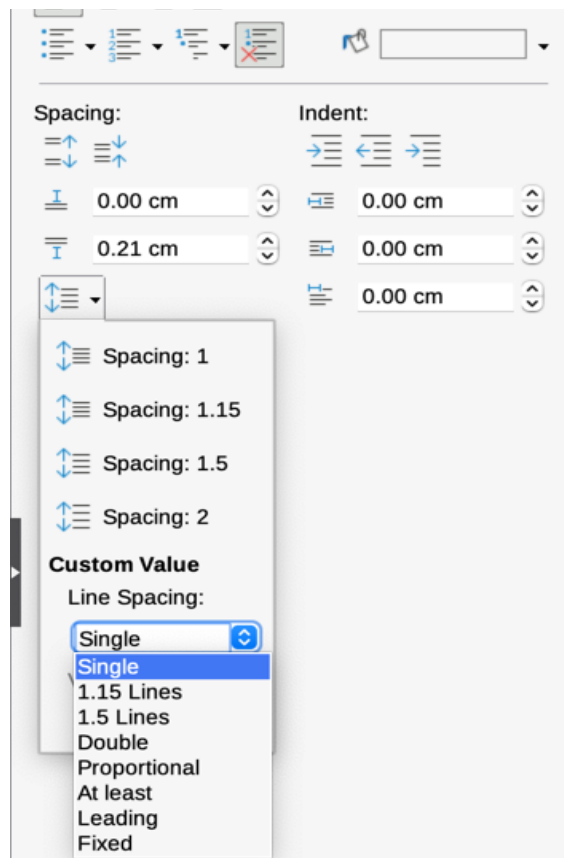 Spacing: Indent:
0.00 cm 0.00 cm
0.21 cm 0.00 cm
0.00 cm
Spacing: 1
Spacing: 1.15
Spacing: 1.5
Spacing: 2
Custom Value
Line Spacing:
Single
Single
1.15 Lines
1.5 Lines
Double
Proportional
At least
Leading
Fixed